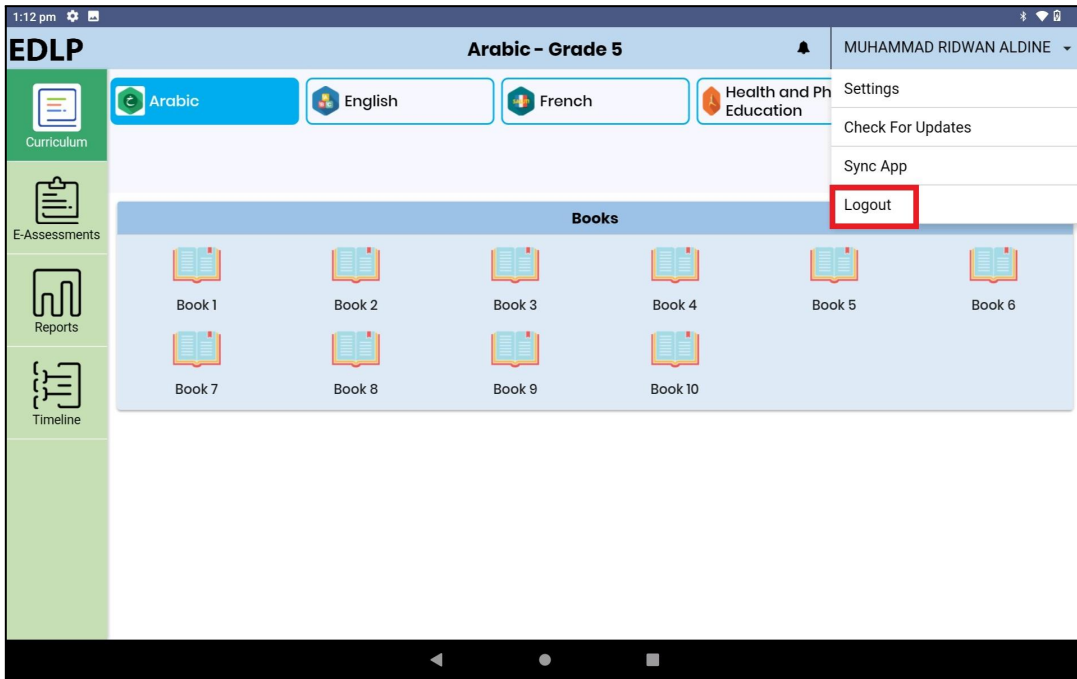 1:12 pm
EDLP
Arabic - Grade 5
MUHAMMAD RIDWAN ALDINE
Settings
Check For Updates
Sync App
Logout
Curriculum
E-Assessments
Reports
Timeline
Arabic
English
French
Health and Ph
Education
Books
Book 1
Book 2
Book 3
Book 4
Book 5
Book 6
Book 7
Book 8
Book 9
Book 10